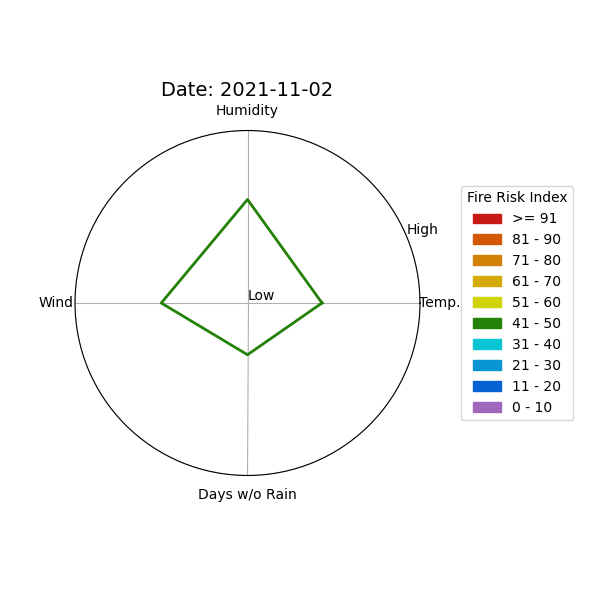 Date: 2021-11-02
Humidity
High
Low
Wind
Temp.
Days w/o Rain
Fire Risk Index
>= 91
81 - 90
71 - 80
61 - 70
51 - 60
41 - 50
31 - 40
21 - 30
11 - 20
0 - 10